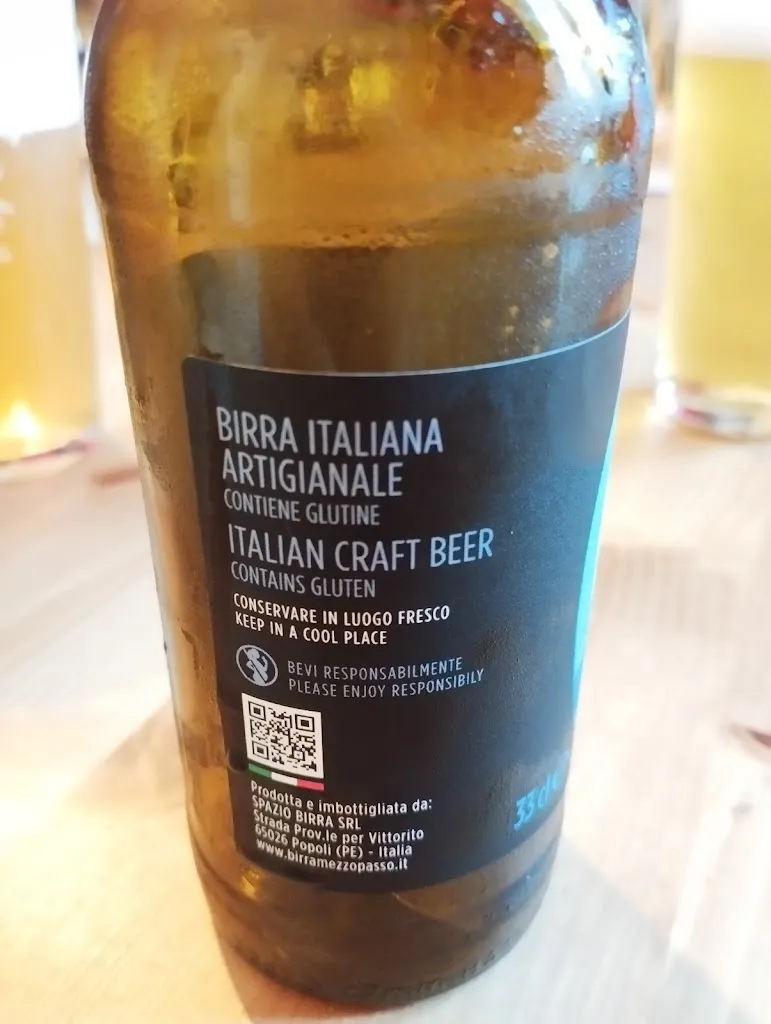 BIRRA ITALIANA
ARTIGIANALE
CONTIENE GLUTINE
ITALIAN CRAFT BEER
CONTAINS GLUTEN
CONSERVARE IN LUOGO FRESCO
KEEP IN A COOL PLACE
BEVI RESPONSABILMENTE
PLEASE ENJOY RESPONSIBILY
Prodotta e imbottigliata da:
SPAZIO BIRRA SRL
Strada Prov.le per Vittorito
65026 Popoli (PE) - Italia
www.birramezzopasso.it
33 cl